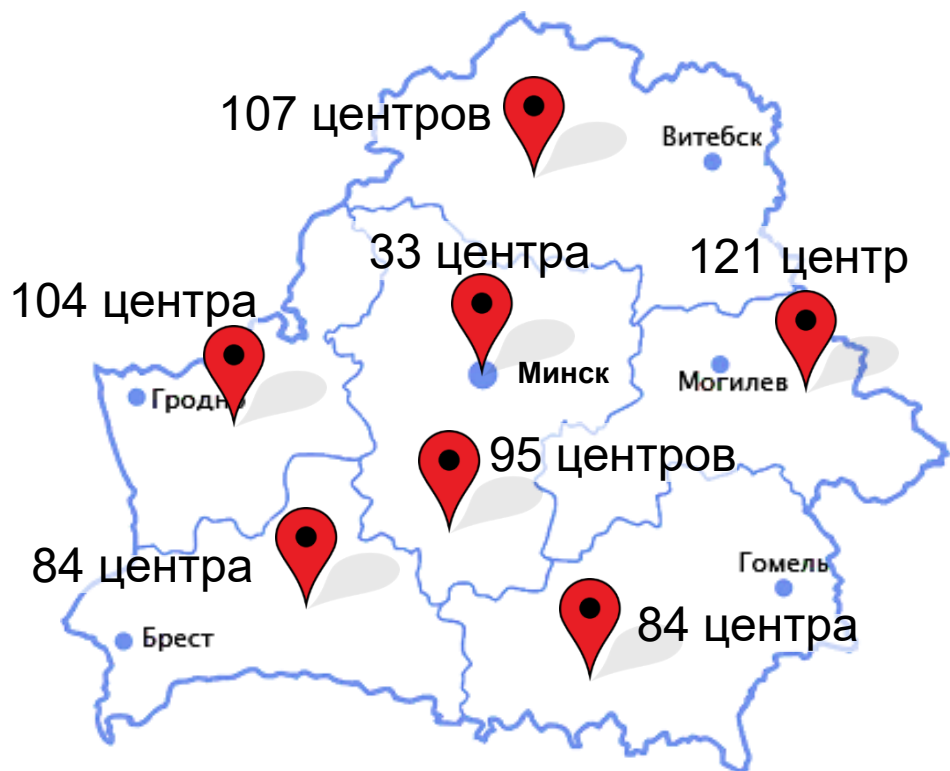 107 центров
Витебск
33 центра
121 центр
104 центра
Минск
Могилев
Гродно
95 центров
84 центра
Гомель
84 центра
Брест